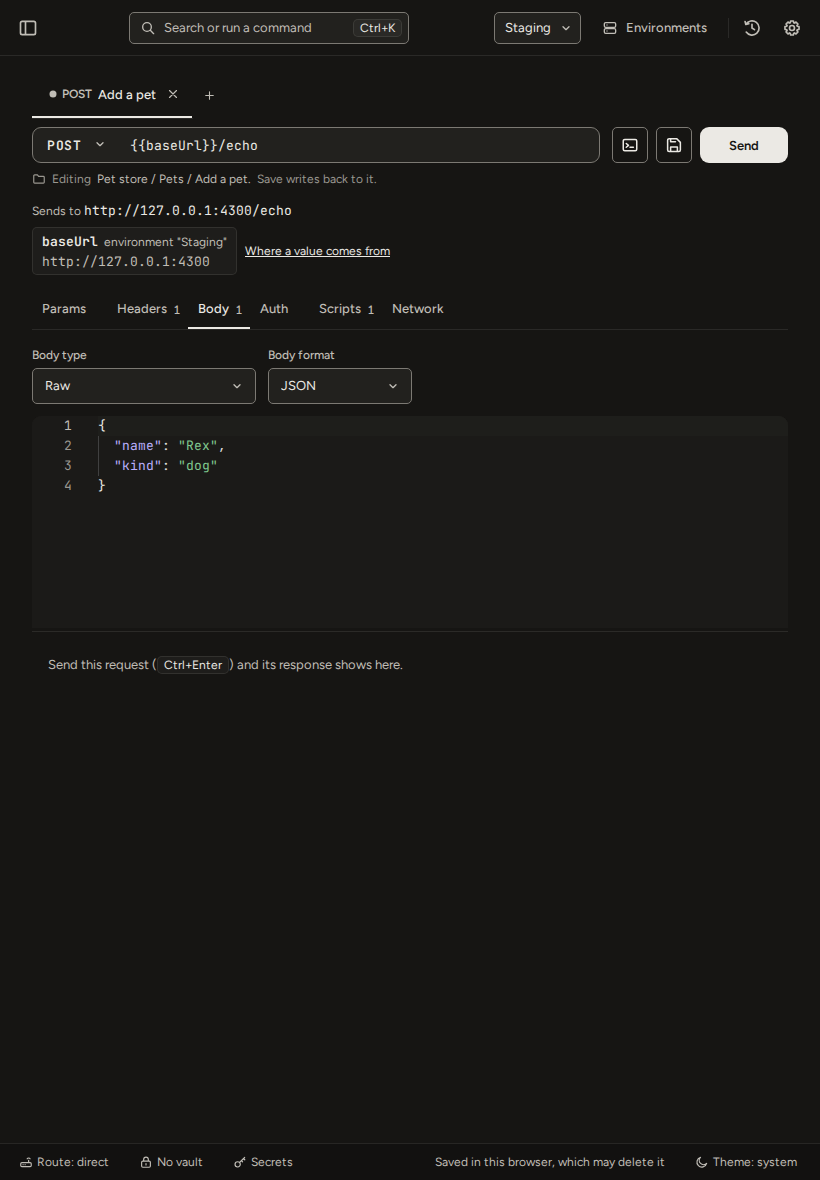 Search or run a command Ctrl+K Staging Environments
POST Add a pet
POST {{baseUrl}}/echo Send
Editing Pet store / Pets / Add a pet. Save writes back to it.
Sends to http://127.0.0.1:4300/echo
baseUrl environment "Staging"
http://127.0.0.1:4300
Where a value comes from
Params Headers 1 Body 1 Auth Scripts 1 Network
Body type Body format
Raw JSON
1 {
2 "name": "Rex",
3 "kind": "dog"
4 }
Send this request (Ctrl+Enter) and its response shows here.
Route: direct No vault Secrets Saved in this browser, which may delete it Theme: system